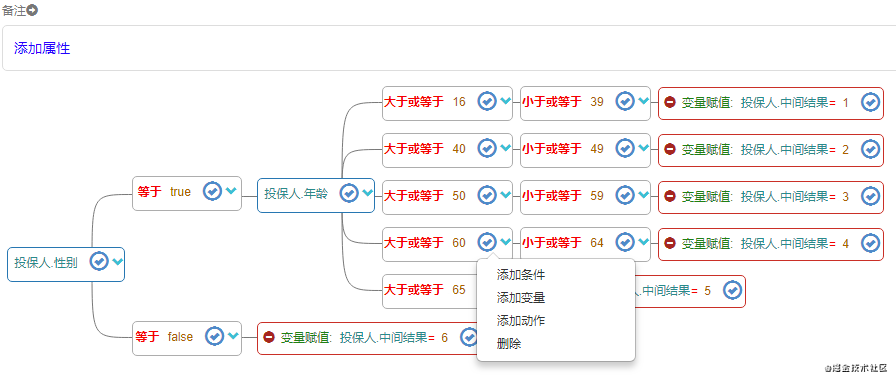 备注
添加属性
大于或等于 16 小于或等于 39 变量赋值: 投保人.中间结果= 1
大于或等于 40 小于或等于 49 变量赋值: 投保人.中间结果= 2
等于 true 投保人.年龄 大于或等于 50 小于或等于 59 变量赋值: 投保人.中间结果= 3
大于或等于 60 小于或等于 64 变量赋值: 投保人.中间结果= 4
投保人.性别
添加条件
大于或等于 65 人.中间结果= 5
添加变量
添加动作
等于 false 变量赋值: 投保人.中间结果= 6
删除
@掘金技术社区